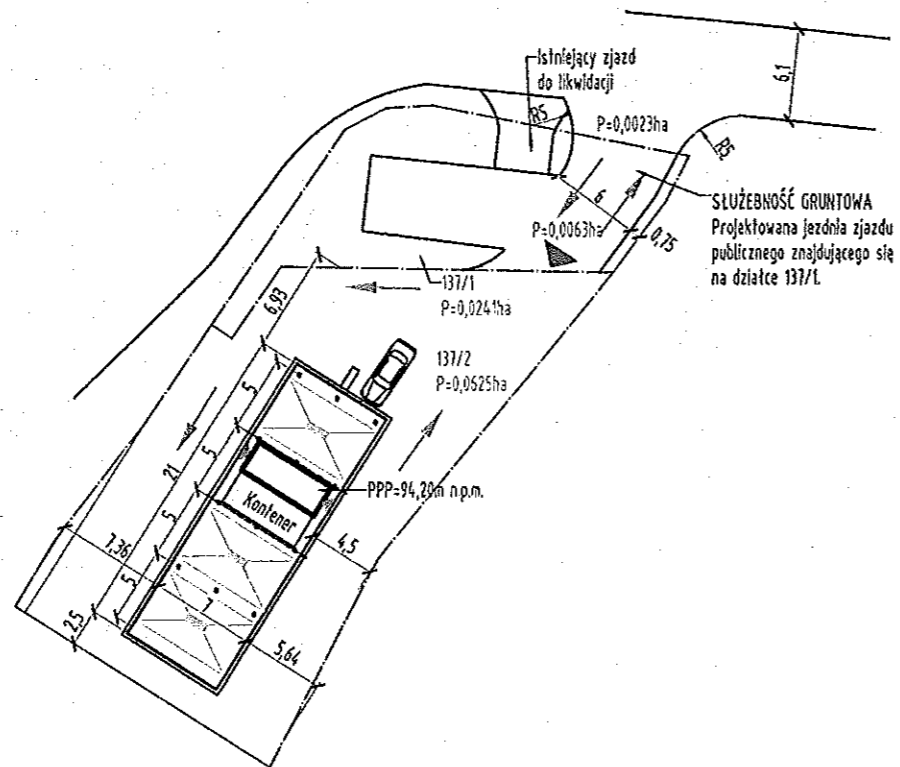 Istniejący zjazd
do likwidacji
6,1
R5
P=0,0023ha
R5
SŁUŻEBNOŚĆ GRUNTOWA
Projektowana jezdnia zjazdu
publicznego znajdującego się
na działce 137/1.
6
P=0,0063ha
0,75
137/1
P=0,0241ha
6,93
137/2
P=0,0625ha
5
5
21
PPP=94,20m n.p.m.
Kontener
5
4,5
7,36
5
7
2,5
5,64